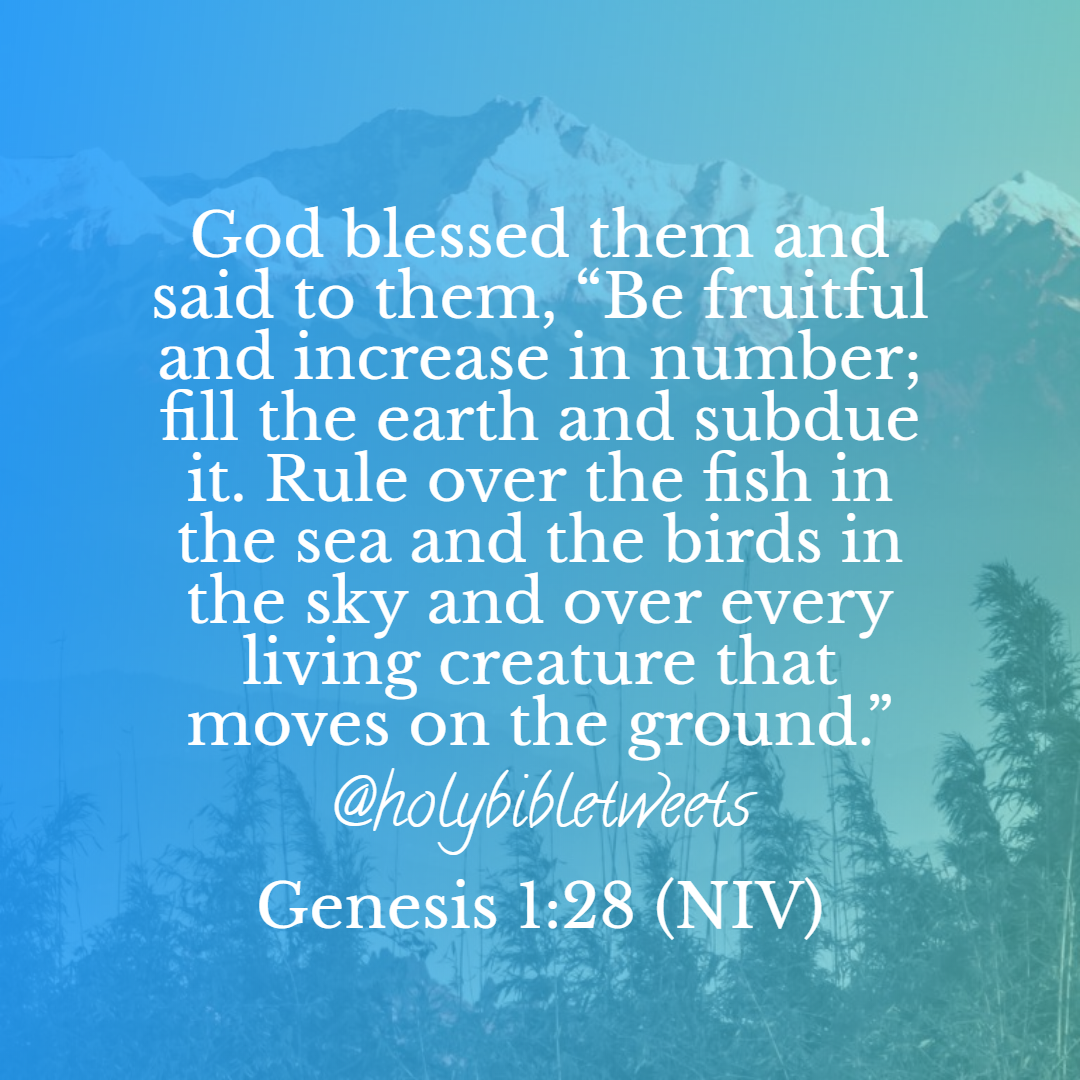 God blessed them and
said to them, “Be fruitful
and increase in number;
fill the earth and subdue
it. Rule over the fish in
the sea and the birds in
the sky and over every
living creature that
moves on the ground.”
@holybibletweets
Genesis 1:28 (NIV)